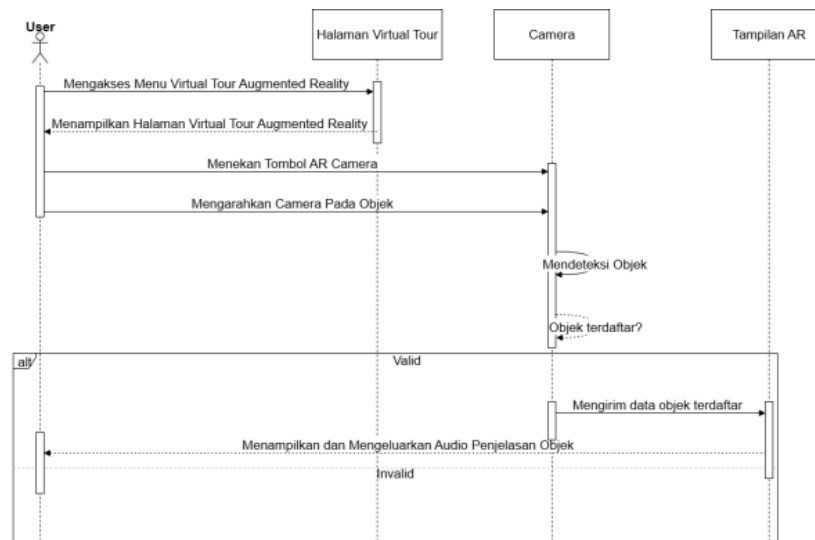 User
Halaman Virtual Tour
Camera
Tampilan AR
Mengakses Menu Virtual Tour Augmented Reality
Menampilkan Halaman Virtual Tour Augmented Reality
Menekan Tombol AR Camera
Mengarahkan Camera Pada Objek
Mendeteksi Objek
Objek terdaftar?
alt
Valid
Mengirim data objek terdaftar
Menampilkan dan Mengeluarkan Audio Penjelasan Objek
Invalid